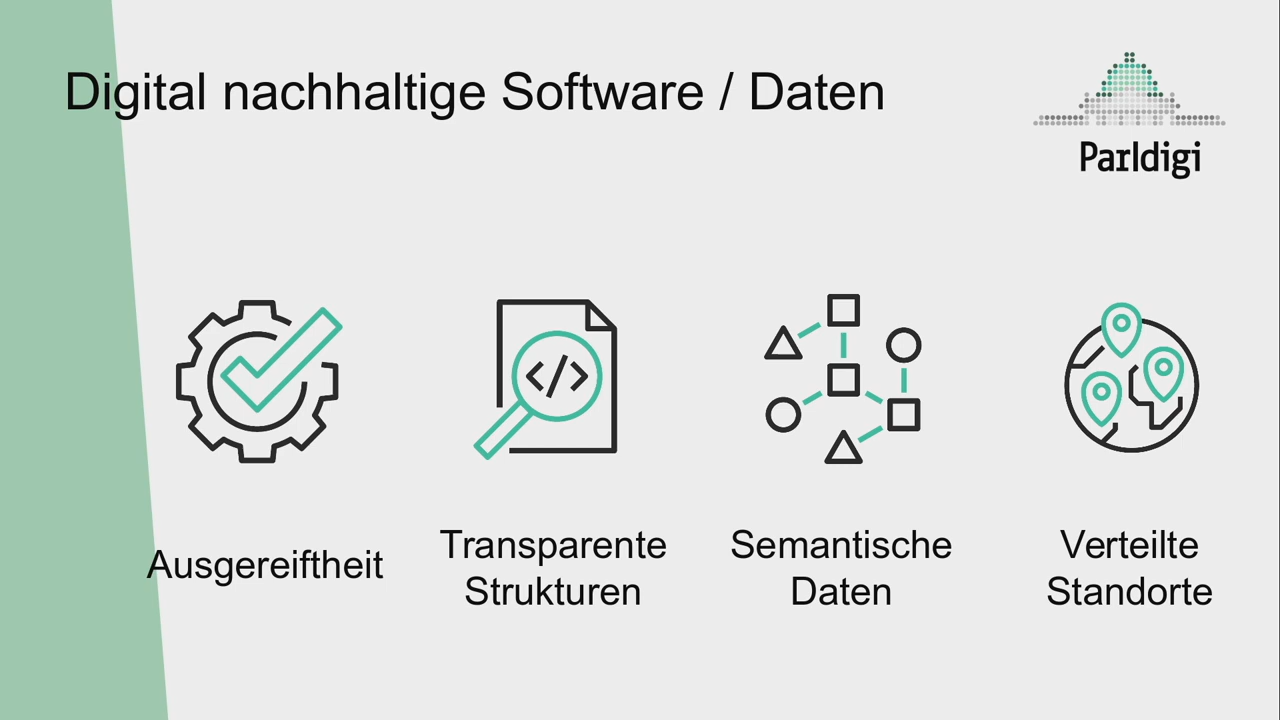 Digital nachhaltige Software / Daten
Parldigi
</>
Ausgereiftheit
Transparente
Strukturen
Semantische
Daten
Verteilte
Standorte